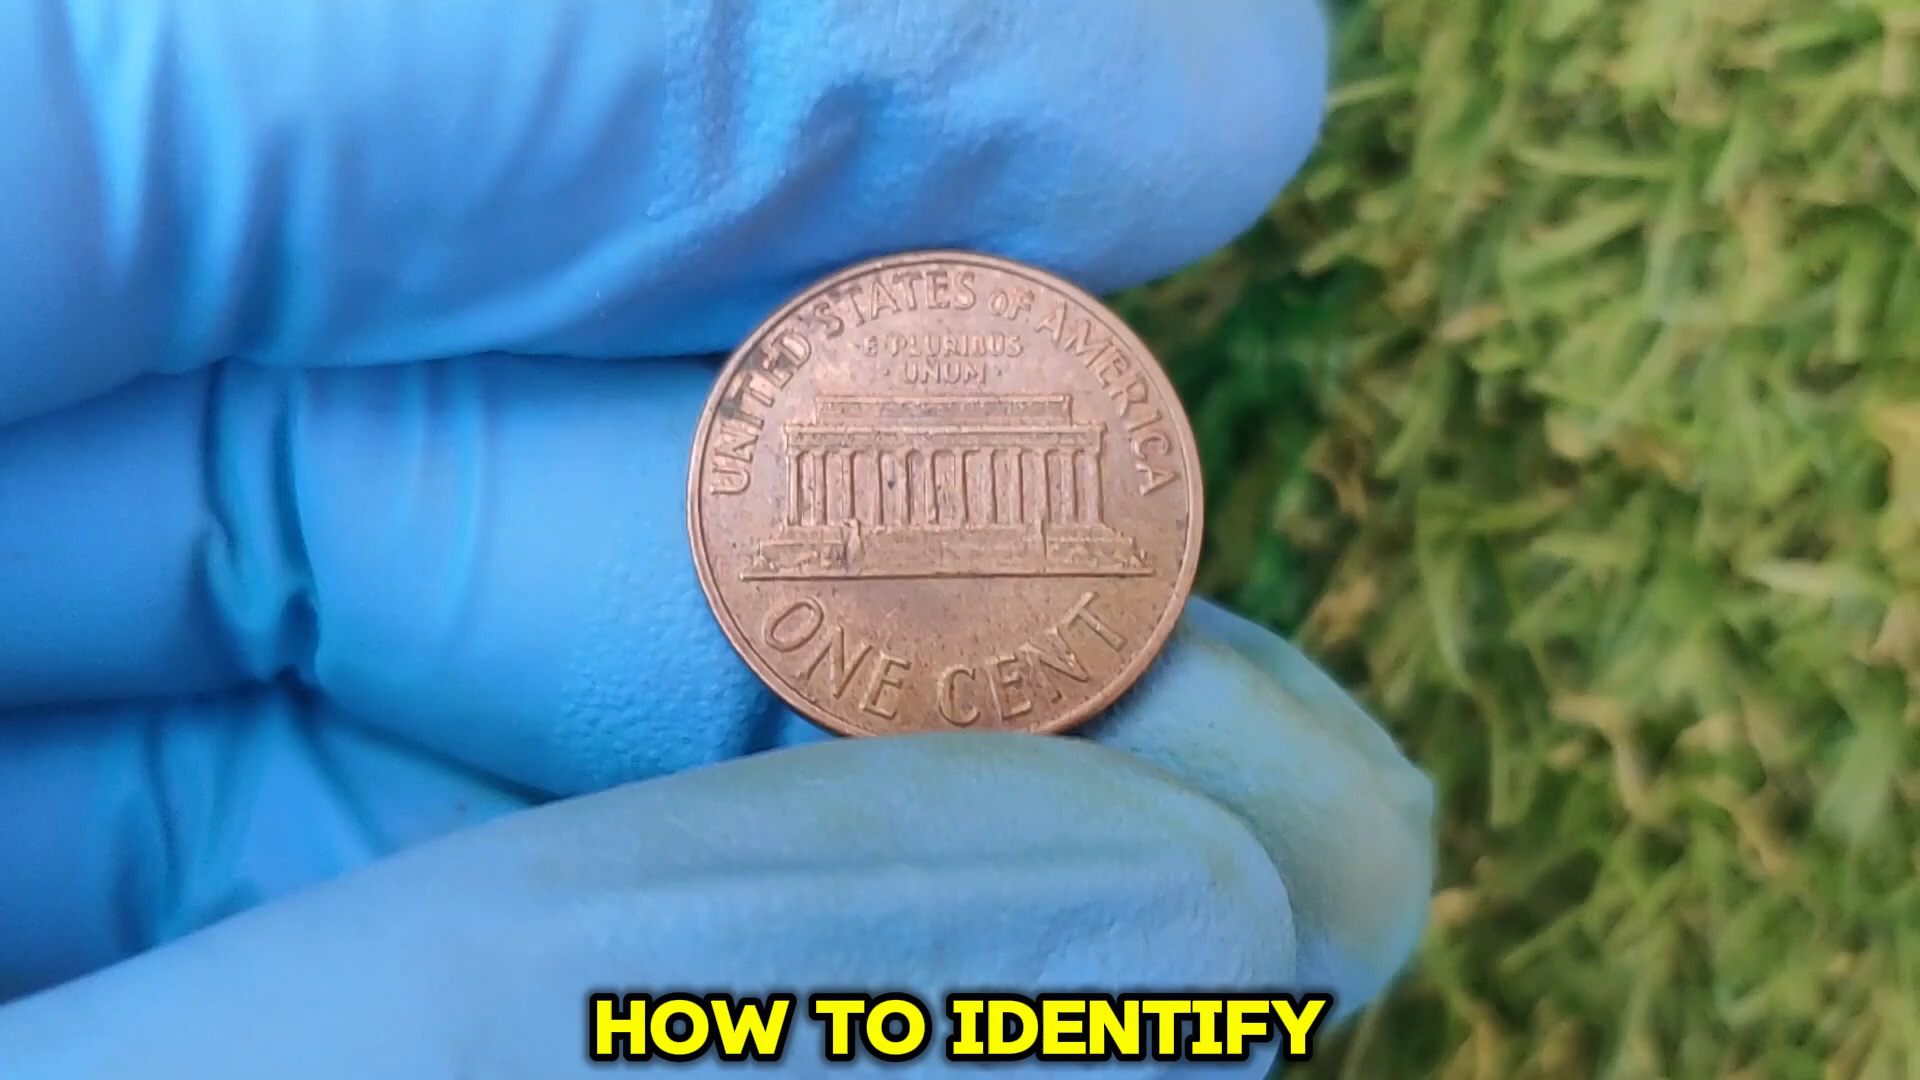 UNITED STATES OF AMERICA
E·PLURIBUS
·UNUM·
ONE CENT
HOW TO IDENTIFY